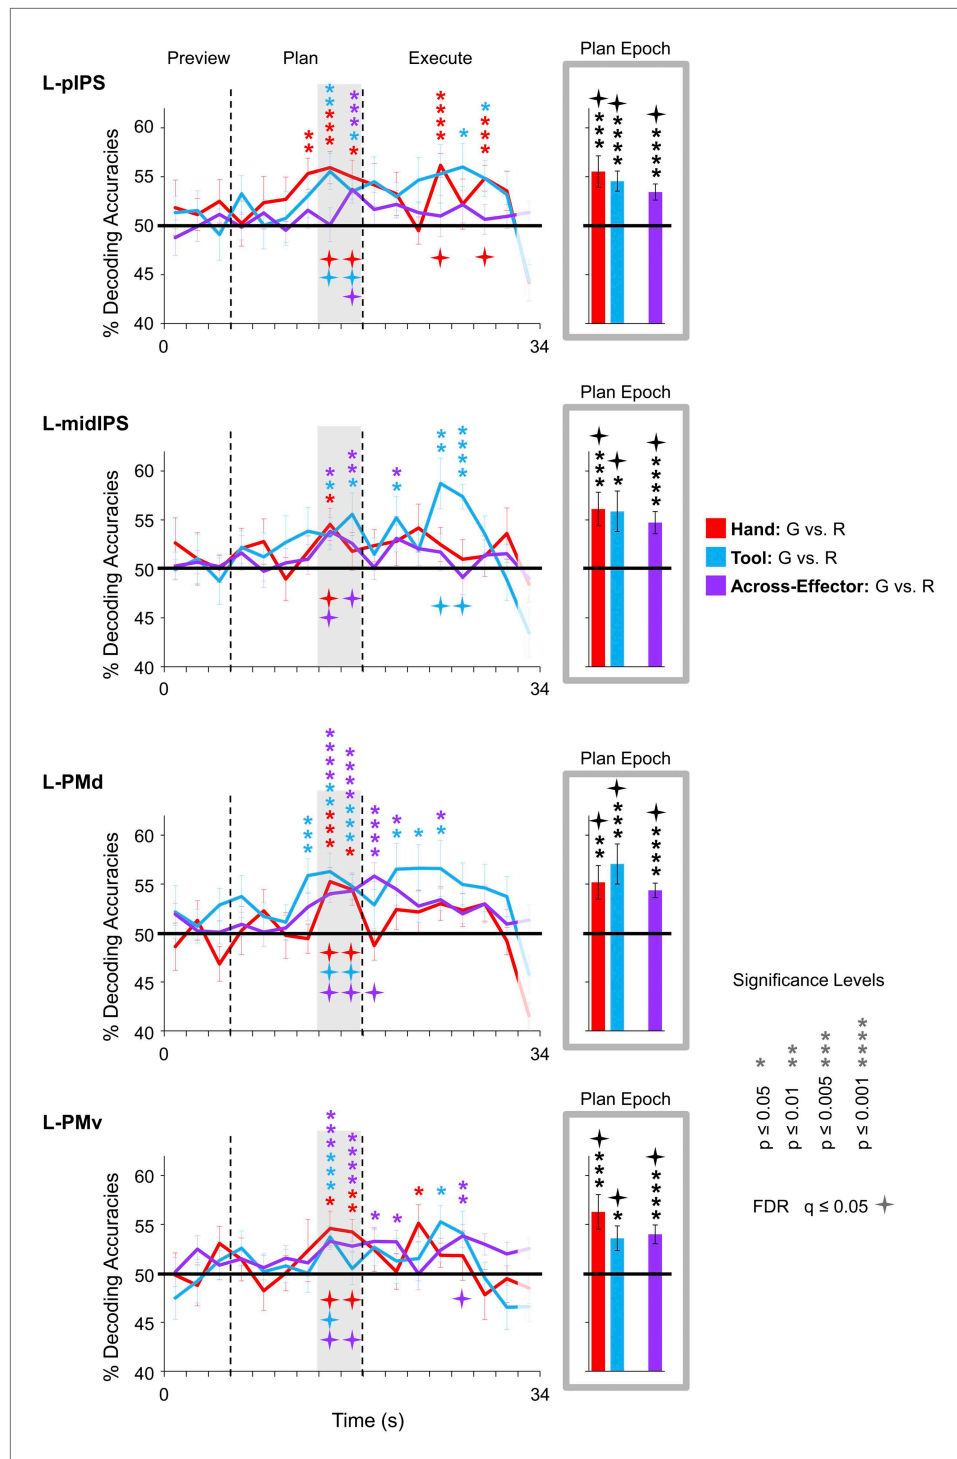 Preview Plan Execute Plan Epoch
L-pIPS
60
55
50
45
40
% Decoding Accuracies
0 34
Plan Epoch
L-midIPS
60
55
50
45
40
% Decoding Accuracies
0 34
Hand: G vs. R
Tool: G vs. R
Across-Effector: G vs. R
Plan Epoch
L-PMd
60
55
50
45
40
% Decoding Accuracies
0 34
Significance Levels
p ≤ 0.05 *
p ≤ 0.01 **
p ≤ 0.005 ***
p ≤ 0.001 ****
FDR q ≤ 0.05
Plan Epoch
L-PMv
60
55
50
45
40
% Decoding Accuracies
0 34
Time (s)